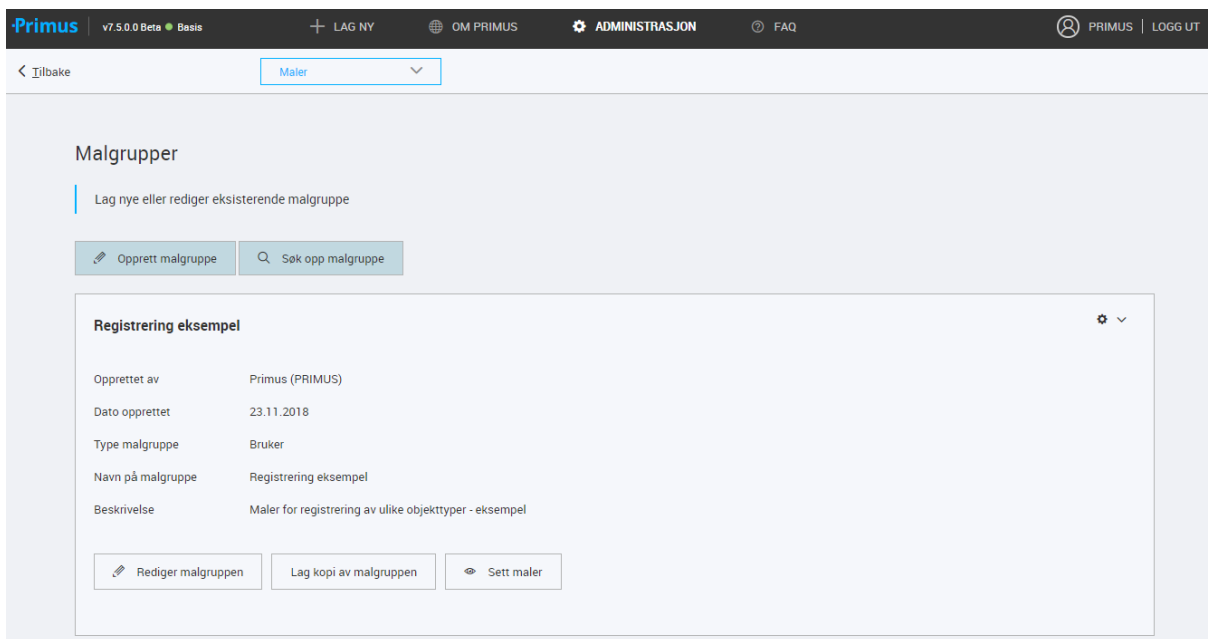 Primus v7.5.0.0 Beta Basis LAG NY OM PRIMUS ADMINISTRASJON FAQ PRIMUS | LOGG UT
Tilbake Maler
Malgrupper
Lag nye eller rediger eksisterende malgruppe
Opprett malgruppe Søk opp malgruppe
Registrering eksempel
Opprettet av Primus (PRIMUS)
Dato opprettet 23.11.2018
Type malgruppe Bruker
Navn på malgruppe Registrering eksempel
Beskrivelse Maler for registrering av ulike objekttyper - eksempel
Rediger malgruppen Lag kopi av malgruppen Sett maler